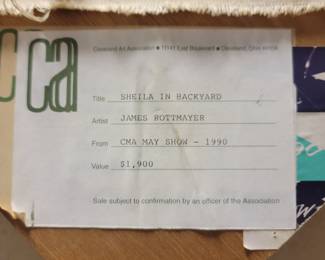 Cleveland Art Association • 11141 East Boulevard • Cleveland, Ohio 44106
cca
Title SHEILA IN BACKYARD
Artist JAMES ROTTMAYER
From CMA MAY SHOW - 1990
Value $1,900
Sale subject to confirmation by an officer of the Association